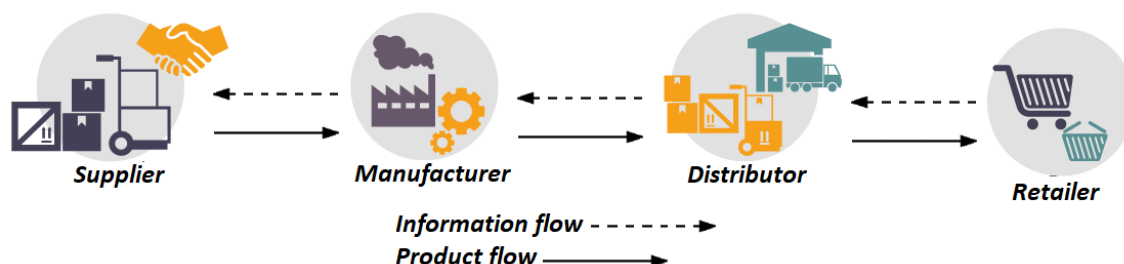 Supplier
Manufacturer
Distributor
Retailer
Information flow
Product flow